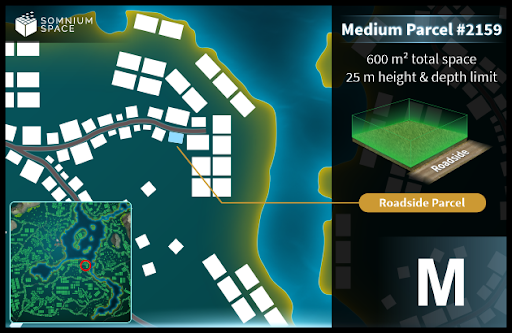 SOMNIUM
SPACE
Medium Parcel #2159
600 m² total space
25 m height & depth limit
Roadside
Roadside Parcel
M